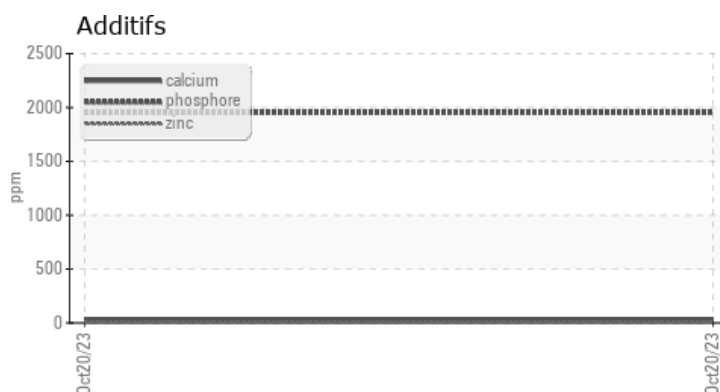 Additifs
2500
2000
1500
1000
500
0
ppm
calcium
phosphore
zinc
Oct20/23
Oct20/23